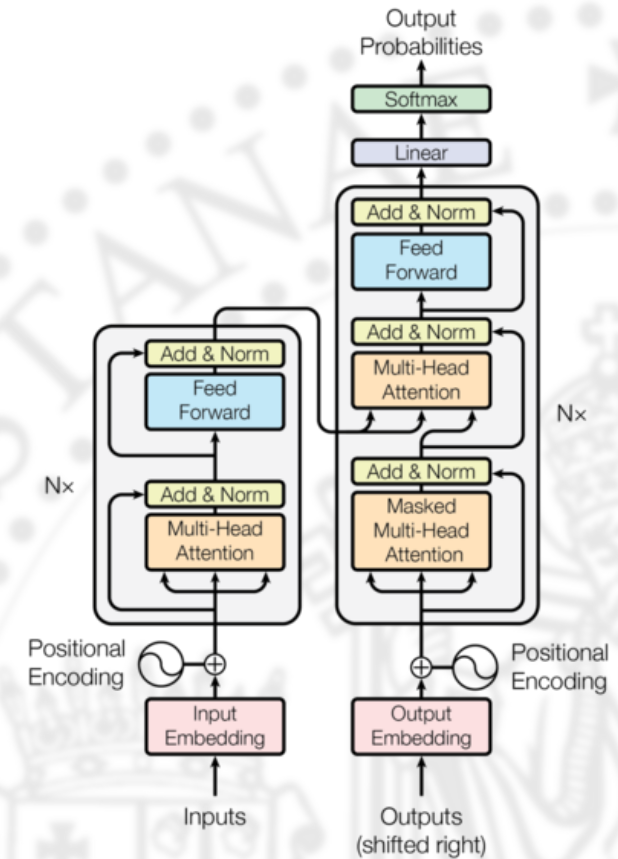 Output
Probabilities
Softmax
Linear
Add & Norm
Feed
Forward
Add & Norm
Multi-Head
Attention
Nx
Add & Norm
Masked
Multi-Head
Attention
Add & Norm
Feed
Forward
Nx
Add & Norm
Multi-Head
Attention
Positional
Encoding
Positional
Encoding
Input
Embedding
Output
Embedding
Inputs
Outputs
(shifted right)
TANAE